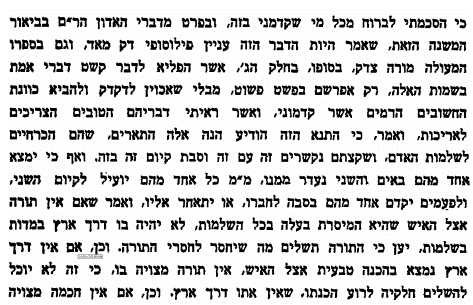 כי הסכמתי לברוח מכל מי שקדמני בזה, ובפרט מדברי האדון הר״ם בביאור
המשנה הזאת, שאמר היות הדבר הזה עניין פילוסופי דק מאד, וגם בספרו
המעולה מורה צדק, בסופו, בחלק הג׳, אשר הפליא לדבר קשט דברי אמת
בשמות האלה, רק אפרשם בפשט פשוט, מבלי שאכוין לדקדק ולהביא כוונת
החשובים הרמים אשר קדמוני, ואשר ראיתי דבריהם הטובים הצריכים
לאריכות, ואמר, כי התנא הזה הודיע הנה אלה התארים, שהם הכרחיים
לשלמות האדם, ושקצתם נקשרים זה עם זה וסבת קיום זה בזה. ואף כי ימצא
אחד מהם באים והשני נעדר ממנו, מ״מ כל אחד מהם יועיל לקיום השני,
ולפעמים יקדם אחד מהם בסבה לחברו, או יתאחר אליו, ואמר שאם אין תורה
אצל האיש שהיא המיסרת בעלה בכל השלמות, לא יהיה בו דרך ארץ במדות
בשלמות, יען כי התורה תשלים מה שיחסר לחסרי התורה. וכן, אם אין דרך
ארץ נמצא בהכנה טבעית אצל האיש, אין תורה מצויה בו, כי זה לא יוכל
להשלים חלקיה לרוע הכנתו, שאין אתו דרך ארץ. וכן, אם אין חכמה מצויה